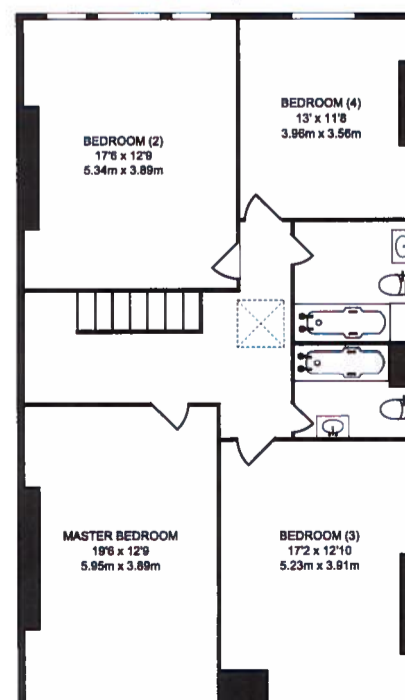 BEDROOM (4)
13' x 11'8
3.96m x 3.56m
BEDROOM (2)
17'6 x 12'9
5.34m x 3.89m
MASTER BEDROOM
19'6 x 12'9
5.95m x 3.89m
BEDROOM (3)
17'2 x 12'10
5.23m x 3.91m